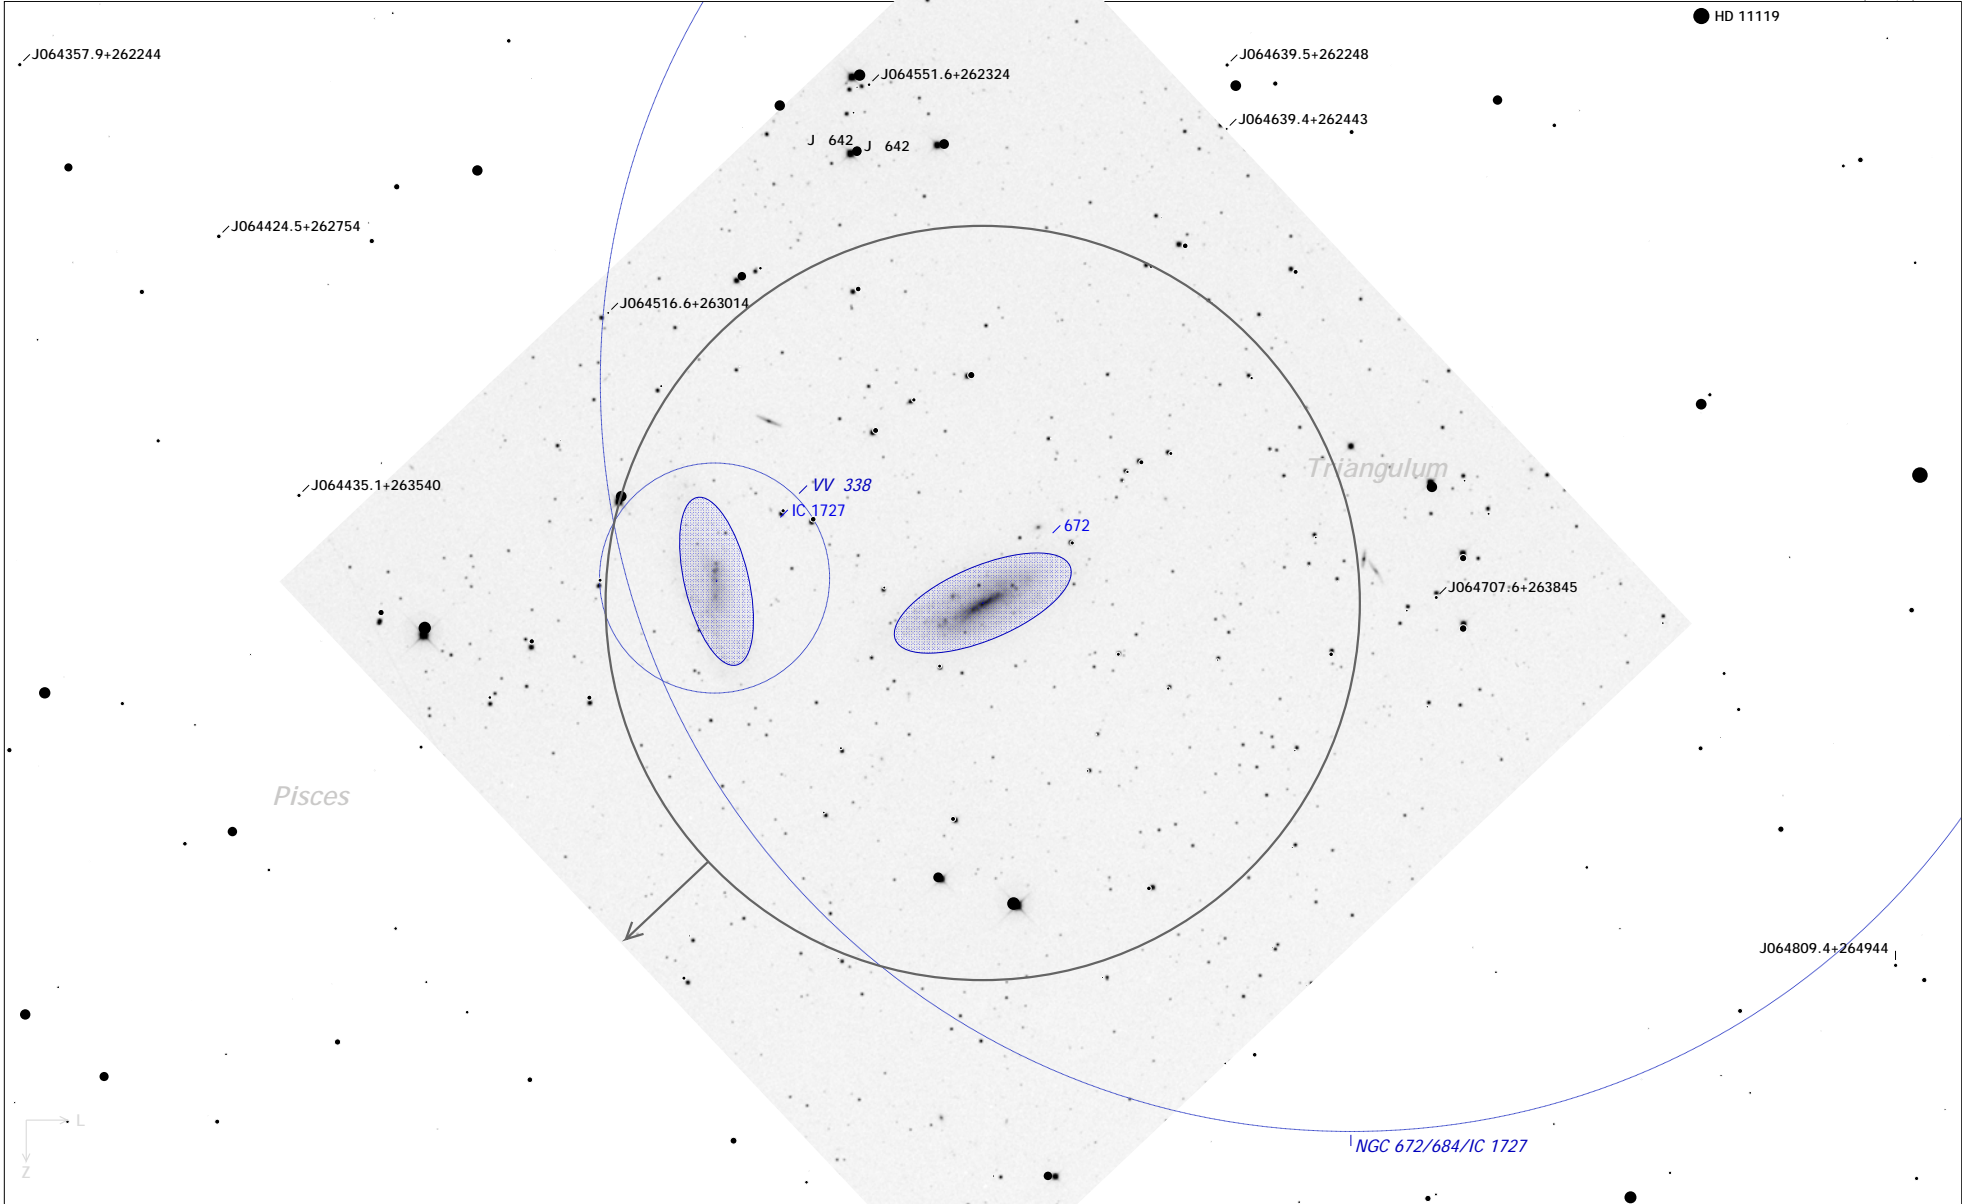 HD 11119
J064357.9+262244
J064639.5+262248
J064551.6+262324
J064639.4+262443
J 642
J 642
J064424.5+262754
J064516.6+263014
Triangulum
J064435.1+263540
VV 338
IC 1727
672
J064707.6+263845
Pisces
J064809.4+264944
L
NGC 672/684/IC 1727
Z